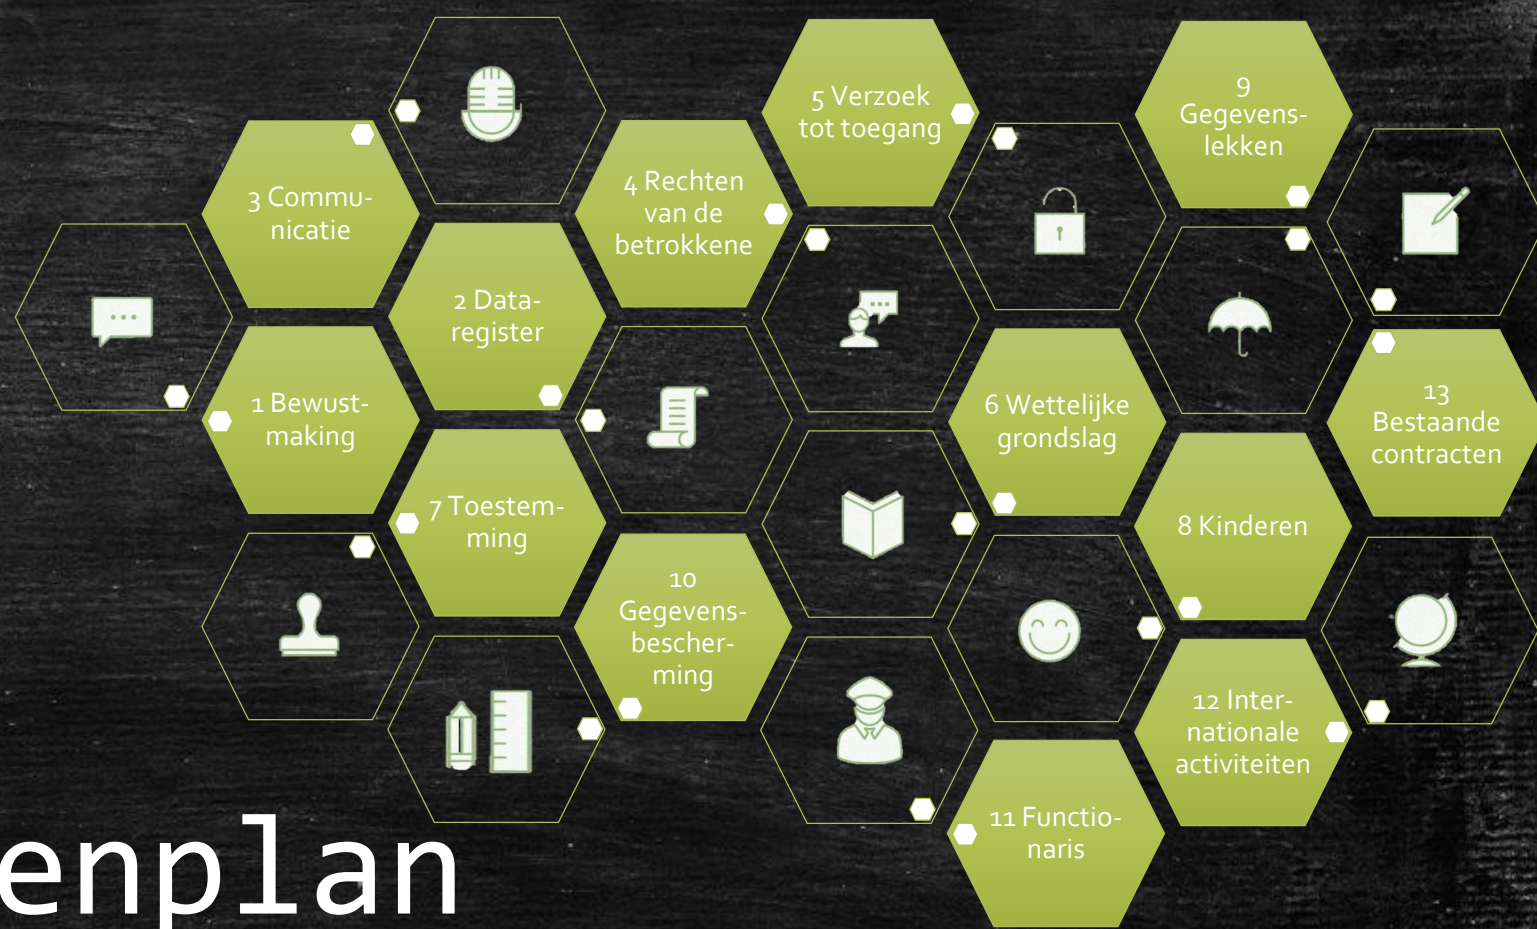 1 Bewust-
making
2 Data-
register
3 Commu-
nicatie
4 Rechten
van de
betrokkene
5 Verzoek
tot toegang
6 Wettelijke
grondslag
7 Toestem-
ming
8 Kinderen
9
Gegevens-
lekken
10
Gegevens-
bescher-
ming
11 Functio-
naris
12 Inter-
nationale
activiteiten
13
Bestaande
contracten
enplan